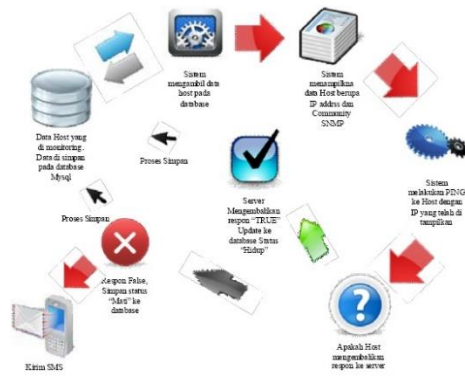 Sistem
mengambil data
host pada
database
Sistem
menampilkna
data Host berupa
IP addres dan
Community
SNMP
Data Host yang
di monitoring.
Data di simpan
pada database
Mysql
Proses Simpan
Sistem
melakukan PING
ke Host dengan
IP yang telah di
tampilkan
Server
Mengembalikan
respon “TRUE”
Update ke
database Status
“Hidup”
Proses Simpan
Respon False,
Simpan status
“Mati” ke
database
Apakah Host
mengembalikan
respon ke server
Kirim SMS